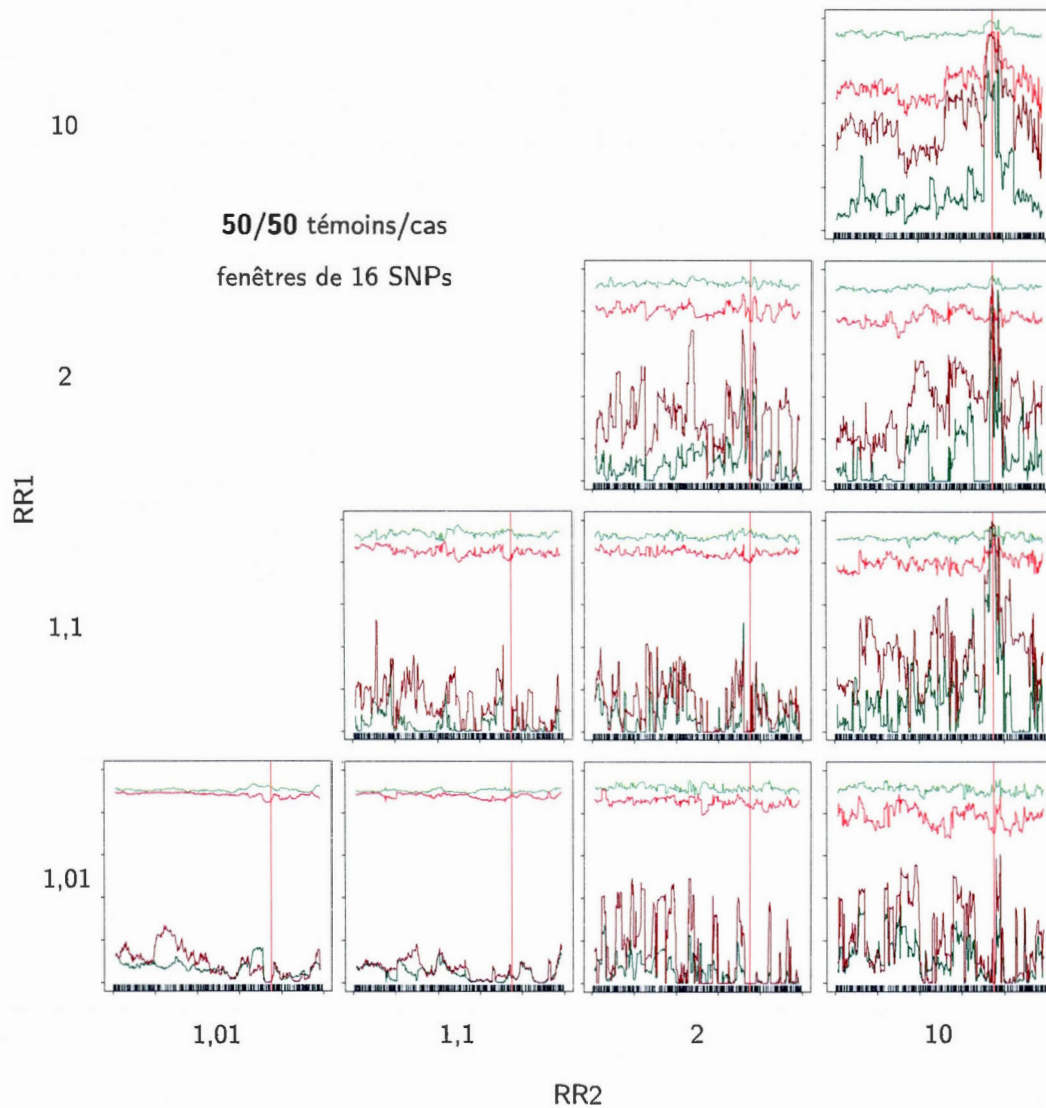 10
50/50 témoins/cas
fenêtres de 16 SNPs
2
RR1
1,1
1,01
1,01
1,1
2
10
RR2